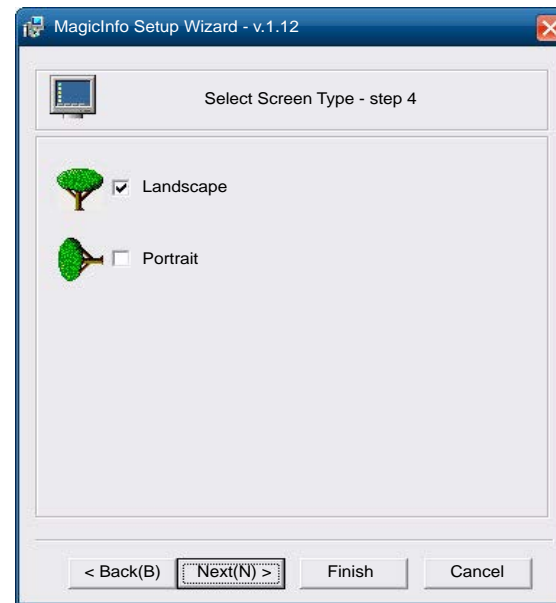 MagicInfo Setup Wizard - v.1.12
Select Screen Type - step 4
Landscape
Portrait
< Back(B) Next(N) > Finish Cancel